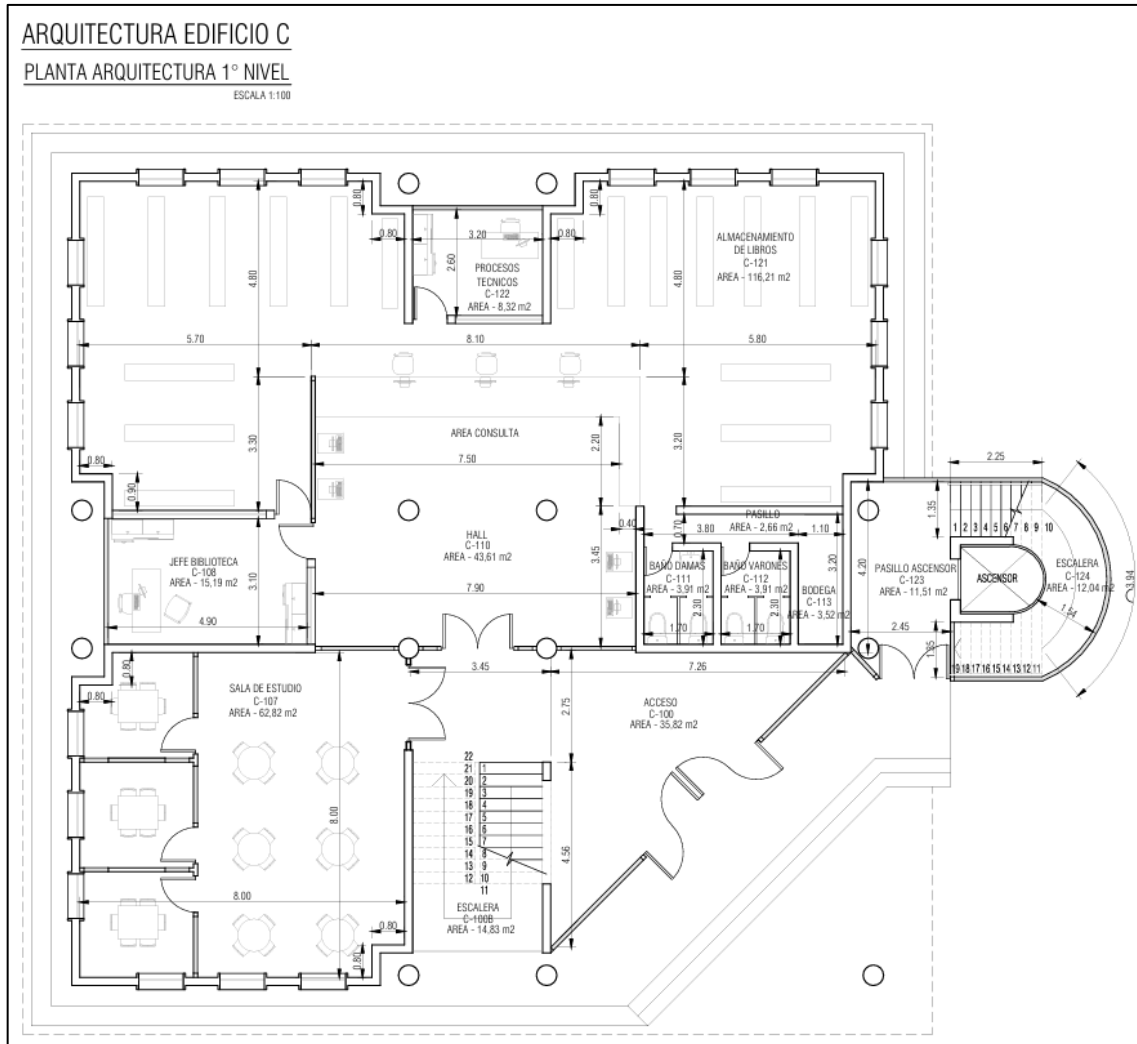 ARQUITECTURA EDIFICIO C
PLANTA ARQUITECTURA 1° NIVEL
ESCALA 1:100
0.80
0.80
0.80
3.20
0.80
2.60
PROCESOS
TECNICOS
C-122
AREA - 8,32 m2
ALMACENAMIENTO
DE LIBROS
C-121
AREA - 116,21 m2
4.80
4.80
5.70
8.10
5.80
AREA CONSULTA
7.50
2.20
3.30
3.20
0.80
0.90
2.25
1.35
1 2 3 4 5 6 7 8 9 10
HALL
C-110
AREA - 43,61 m2
0.40
3.45
7.90
PASILLO
AREA - 2,66 m2
0.70
3.80
1.10
3.20
JEFE BIBLIOTECA
C-108
AREA - 15,19 m2
3.10
4.90
BAÑO DAMAS
C-111
AREA - 3,91 m2
2.30
1.70
BAÑO VARONES
C-112
AREA - 3,91 m2
2.30
1.70
BODEGA
C-113
AREA - 3,52 m2
4.20
PASILLO ASCENSOR
C-123
AREA - 11,51 m2
2.45
ASCENSOR
ESCALERA
C-124
AREA - 12,04 m2
3.94
19 18 17 16 15 14 13 12 11
3.45
7.26
0.80
0.80
SALA DE ESTUDIO
C-107
AREA - 62,82 m2
2.75
ACCESO
C-100
AREA - 35,82 m2
22
21 1
20 2
19 3
18 4
17 5
16 6
15 7
14 8
13 9
12 10
11
8.00
4.56
8.00
0.80
0.80
ESCALERA
C-100B
AREA - 14,83 m2